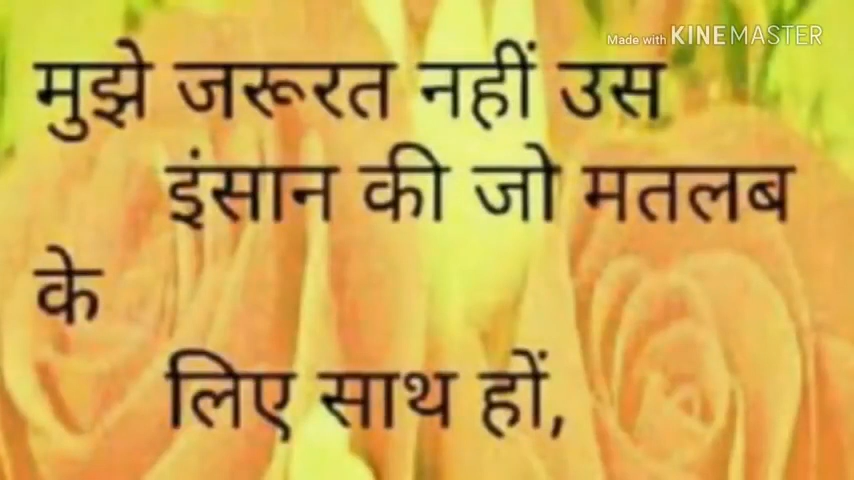 Made with KINEMASTER
मुझे जरूरत नहीं उस
इंसान की जो मतलब
के
लिए साथ हों,